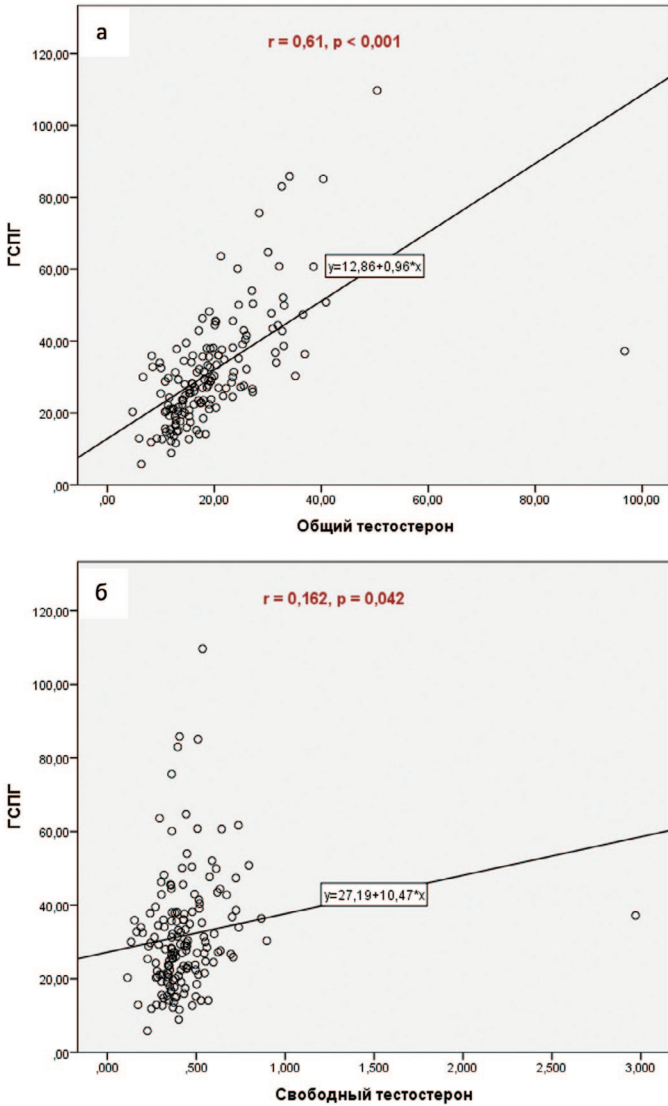 а
r = 0,61, p < 0,001
120,00
100,00
80,00
60,00
40,00
20,00
,00
ГСПГ
y=12,86+0,96*x
,00 20,00 40,00 60,00 80,00 100,00
Общий тестостерон
б
r = 0,162, p = 0,042
120,00
100,00
80,00
60,00
40,00
20,00
,00
ГСПГ
y=27,19+10,47*x
,000 ,500 1,000 1,500 2,000 2,500 3,000
Свободный тестостерон